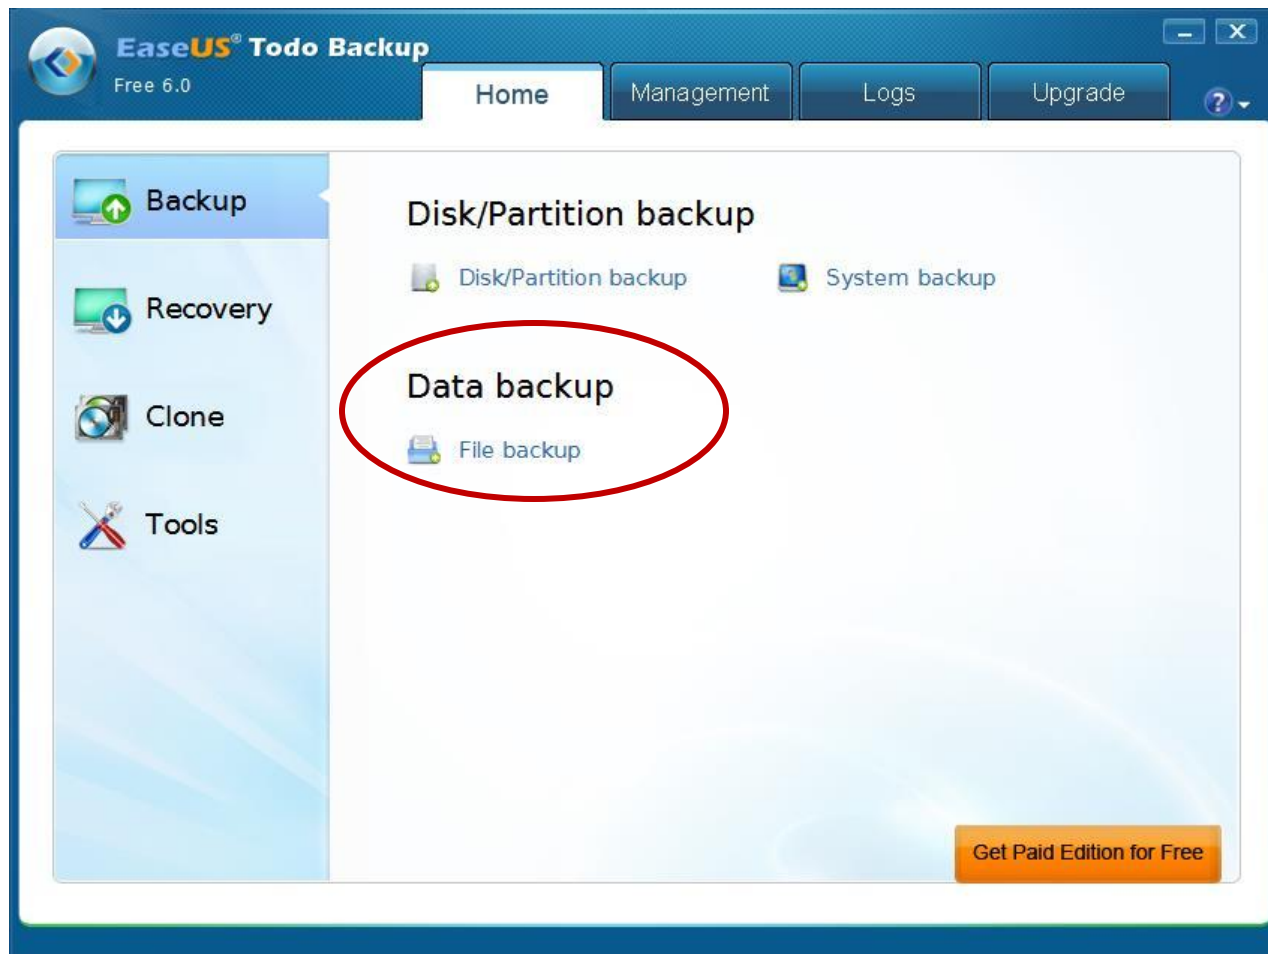 EaseUS® Todo Backup
Free 6.0
Home
Management
Logs
Upgrade
?
Backup
Recovery
Clone
Tools
Disk/Partition backup
Disk/Partition backup
System backup
Data backup
File backup
Get Paid Edition for Free